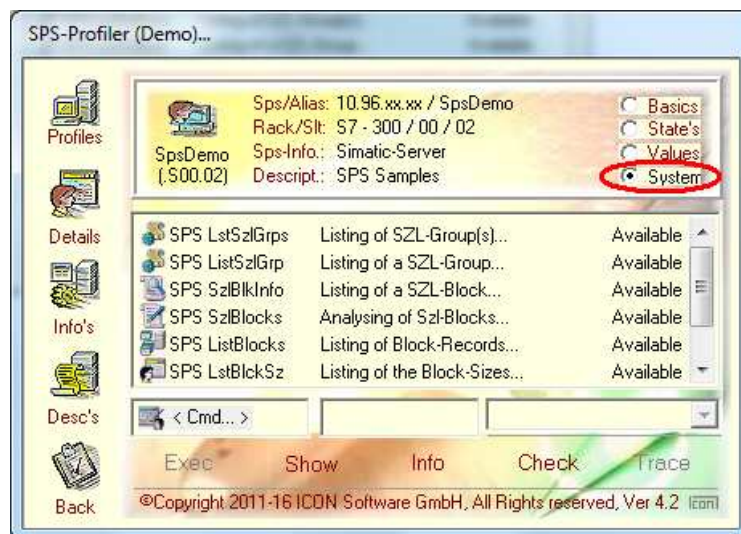 SPS-Profiler (Demo)...
Profiles
Details
Info's
Desc's
Back
SpsDemo
(.S00.02)
Sps/Alias: 10.96.xx.xx / SpsDemo
Rack/Slt: S7 - 300 / 00 / 02
Sps-Info.: Simatic-Server
Descript.: SPS Samples
Basics
State's
Values
System
SPS LstSzlGrps Listing of SZL-Group(s)... Available
SPS ListSzlGrp Listing of a SZL-Group... Available
SPS SzlBlkInfo Listing of a SZL-Block... Available
SPS SzlBlocks Analysing of Szl-Blocks... Available
SPS ListBlocks Listing of Block-Records... Available
SPS LstBlckSz Listing of the Block-Sizes... Available
< Cmd... >
Exec Show Info Check Trace
©Copyright 2011-16 ICON Software GmbH, All Rights reserved, Ver 4.2 icon